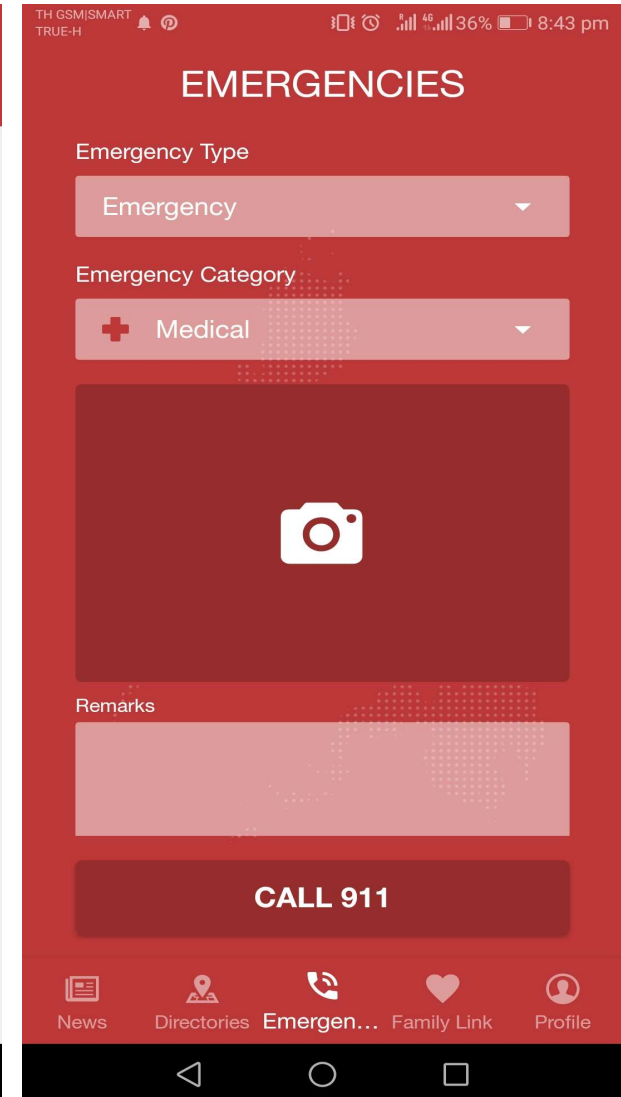 TH GSM|SMART
TRUE-H
R 4G 36% 8:43 pm
EMERGENCIES
Emergency Type
Emergency
Emergency Category
Medical
Remarks
CALL 911
News Directories Emergen... Family Link Profile